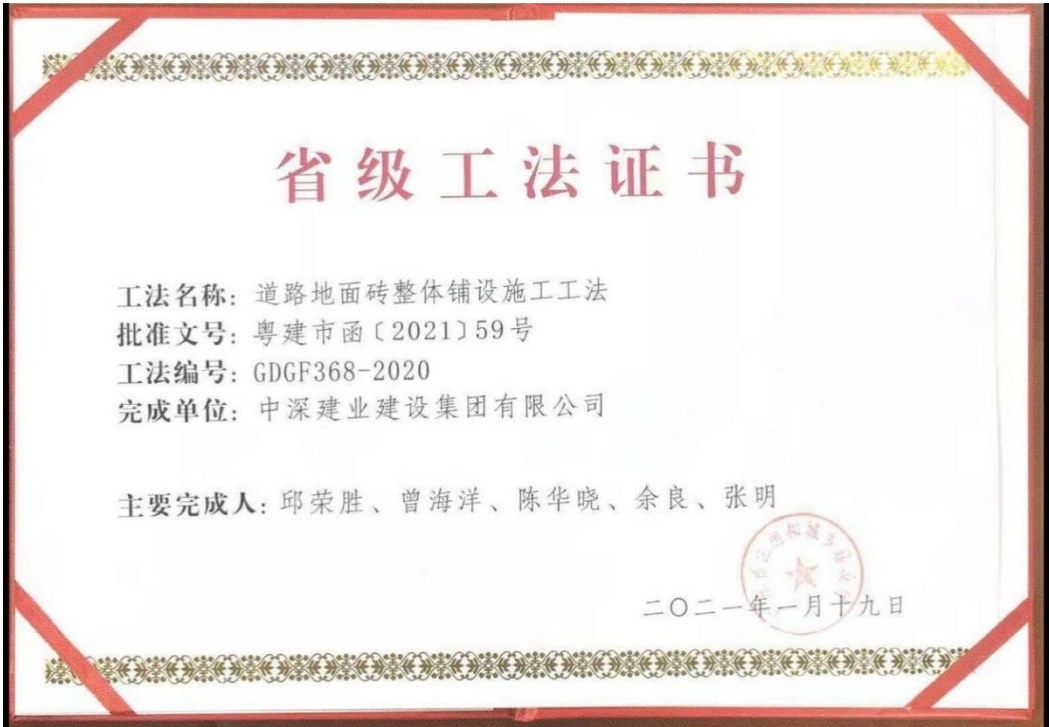 省级工法证书
工法名称：道路地面砖整体铺设施工工法
批准文号：粤建市函〔2021〕59号
工法编号：GDGF368-2020
完成单位：中深建业建设集团有限公司
主要完成人：邱荣胜、曾海洋、陈华晓、余良、张明
二〇二一年一月十九日